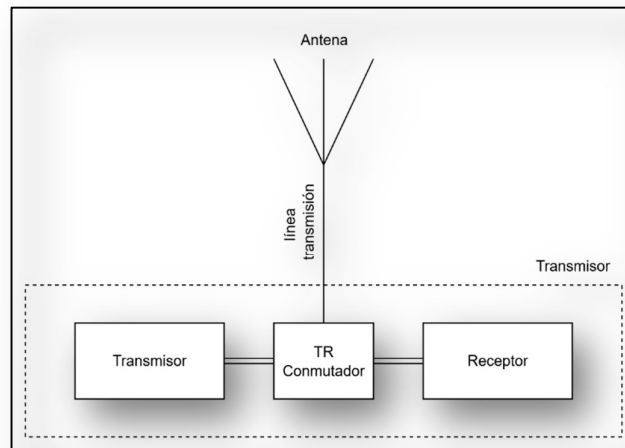 Antena
línea
transmisión
Transmisor
Transmisor
TR
Conmutador
Receptor